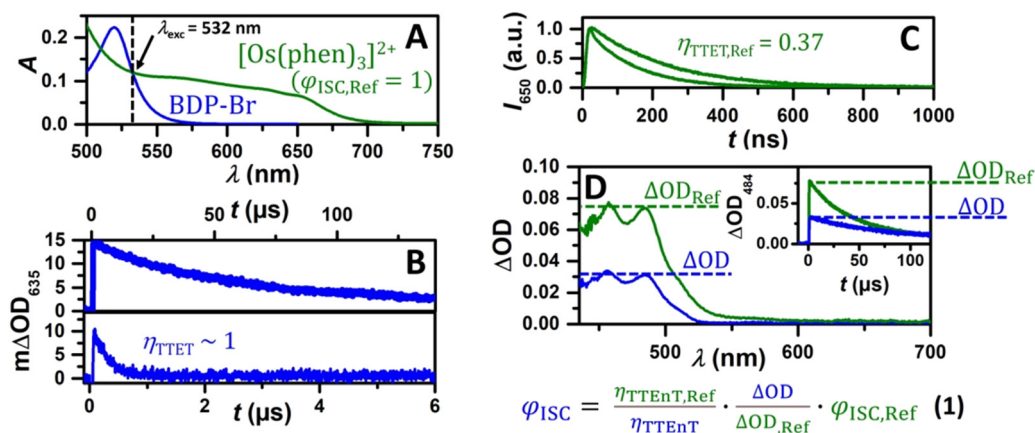 λexc = 532 nm
A
[Os(phen)3]2+
(φISC,Ref = 1)
BDP-Br
A
0.2
0.1
0.0
500 550 600 650 700 750
λ (nm)
C
ηTTET,Ref = 0.37
I650 (a.u.)
1.0
0.5
0.0
0 200 400 600 800 1000
t (ns)
t (µs)
0 50 100
B
mΔOD635
15
10
5
0
10
5
0
ηTTET ~ 1
0 2 4 6
t (µs)
D
ΔODRef
ΔOD
ΔOD
0.10
0.08
0.06
0.04
0.02
0.00
500 600 700
λ (nm)
ΔOD484
0.05
0.00
0 50 100
t (µs)
ΔODRef
ΔOD
φISC = ηTTEnT,Ref / ηTTEnT · ΔOD / ΔOD,Ref · φISC,Ref (1)